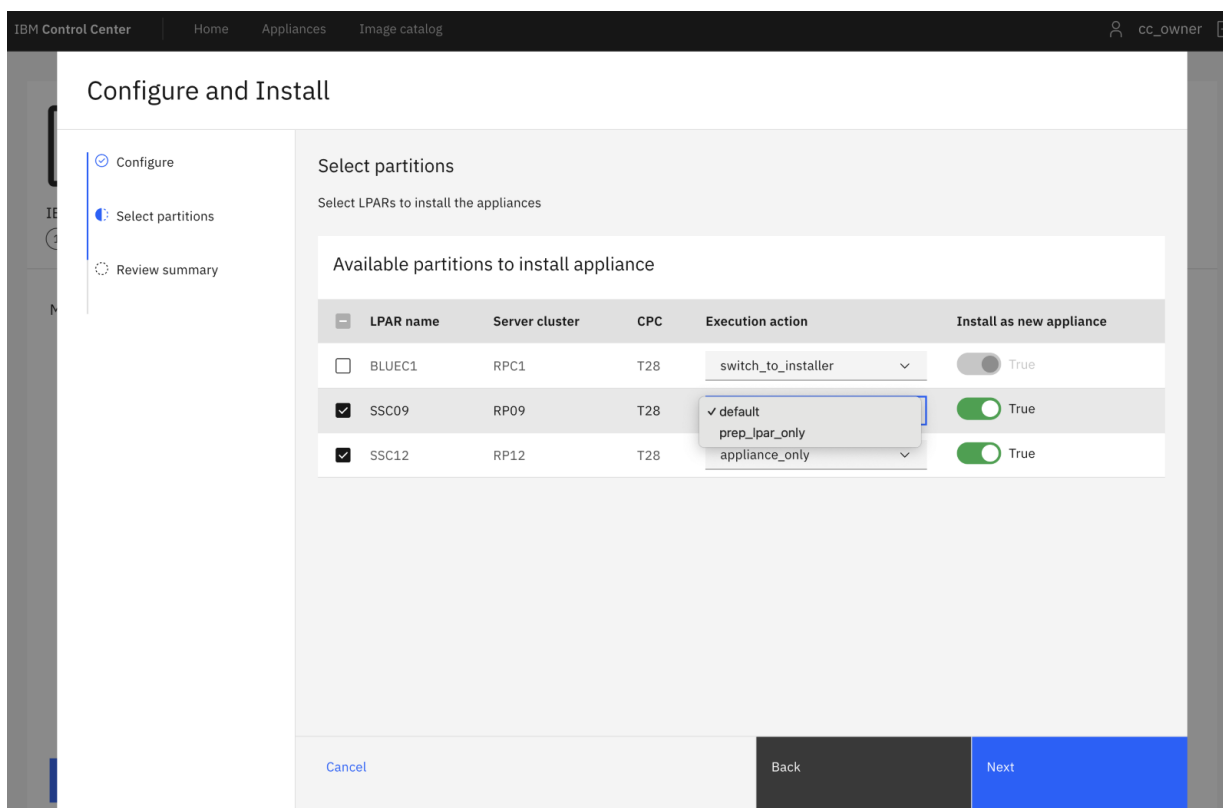 IBM Control Center Home Appliances Image catalog cc_owner
Configure and Install
Configure
Select partitions
Review summary
Select partitions
Select LPARs to install the appliances
Available partitions to install appliance
LPAR name Server cluster CPC Execution action Install as new appliance
BLUEC1 RPC1 T28 switch_to_installer True
SSC09 RP09 T28 default True
prep_lpar_only
SSC12 RP12 T28 appliance_only True
Cancel Back Next